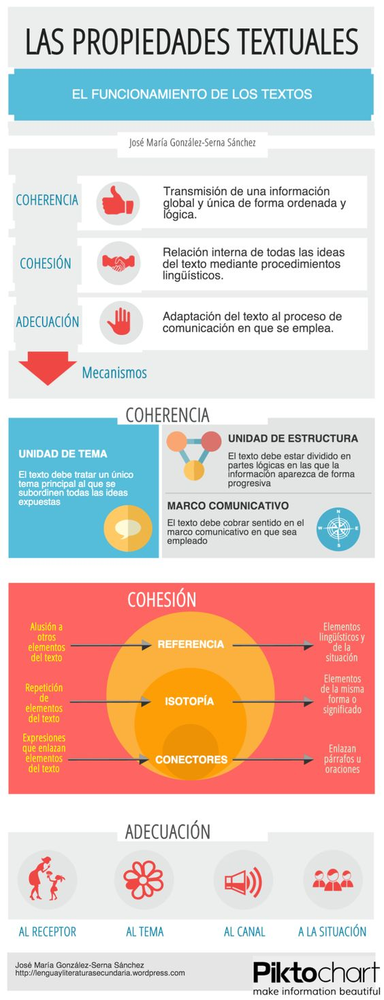 LAS PROPIEDADES TEXTUALES
EL FUNCIONAMIENTO DE LOS TEXTOS
José María González-Serna Sánchez
COHERENCIA
Transmisión de una información
global y única de forma ordenada y
lógica.
COHESIÓN
Relación interna de todas las ideas
del texto mediante procedimientos
lingüísticos.
ADECUACIÓN
Adaptación del texto al proceso de
comunicación en que se emplea.
Mecanismos
COHERENCIA
UNIDAD DE TEMA
El texto debe tratar un único
tema principal al que se
subordinen todas las ideas
expuestas
UNIDAD DE ESTRUCTURA
El texto debe estar dividido en
partes lógicas en las que la
información aparezca de forma
progresiva
MARCO COMUNICATIVO
El texto debe cobrar sentido en el
marco comunicativo en que sea
empleado
N
W
E
S
COHESIÓN
Alusión a
otros
elementos
del texto
REFERENCIA
Elementos
lingüísticos y
de la
situación
Repetición
de
elementos
del texto
ISOTOPÍA
Elementos
de la misma
forma o
significado
Expresiones
que enlazan
elementos
del texto
CONECTORES
Enlazan
párrafos u
oraciones
ADECUACIÓN
AL RECEPTOR
AL TEMA
AL CANAL
A LA SITUACIÓN
José María González-Serna Sánchez
http://lenguayliteraturasecundaria.wordpress.com
Piktochart
make information beautiful